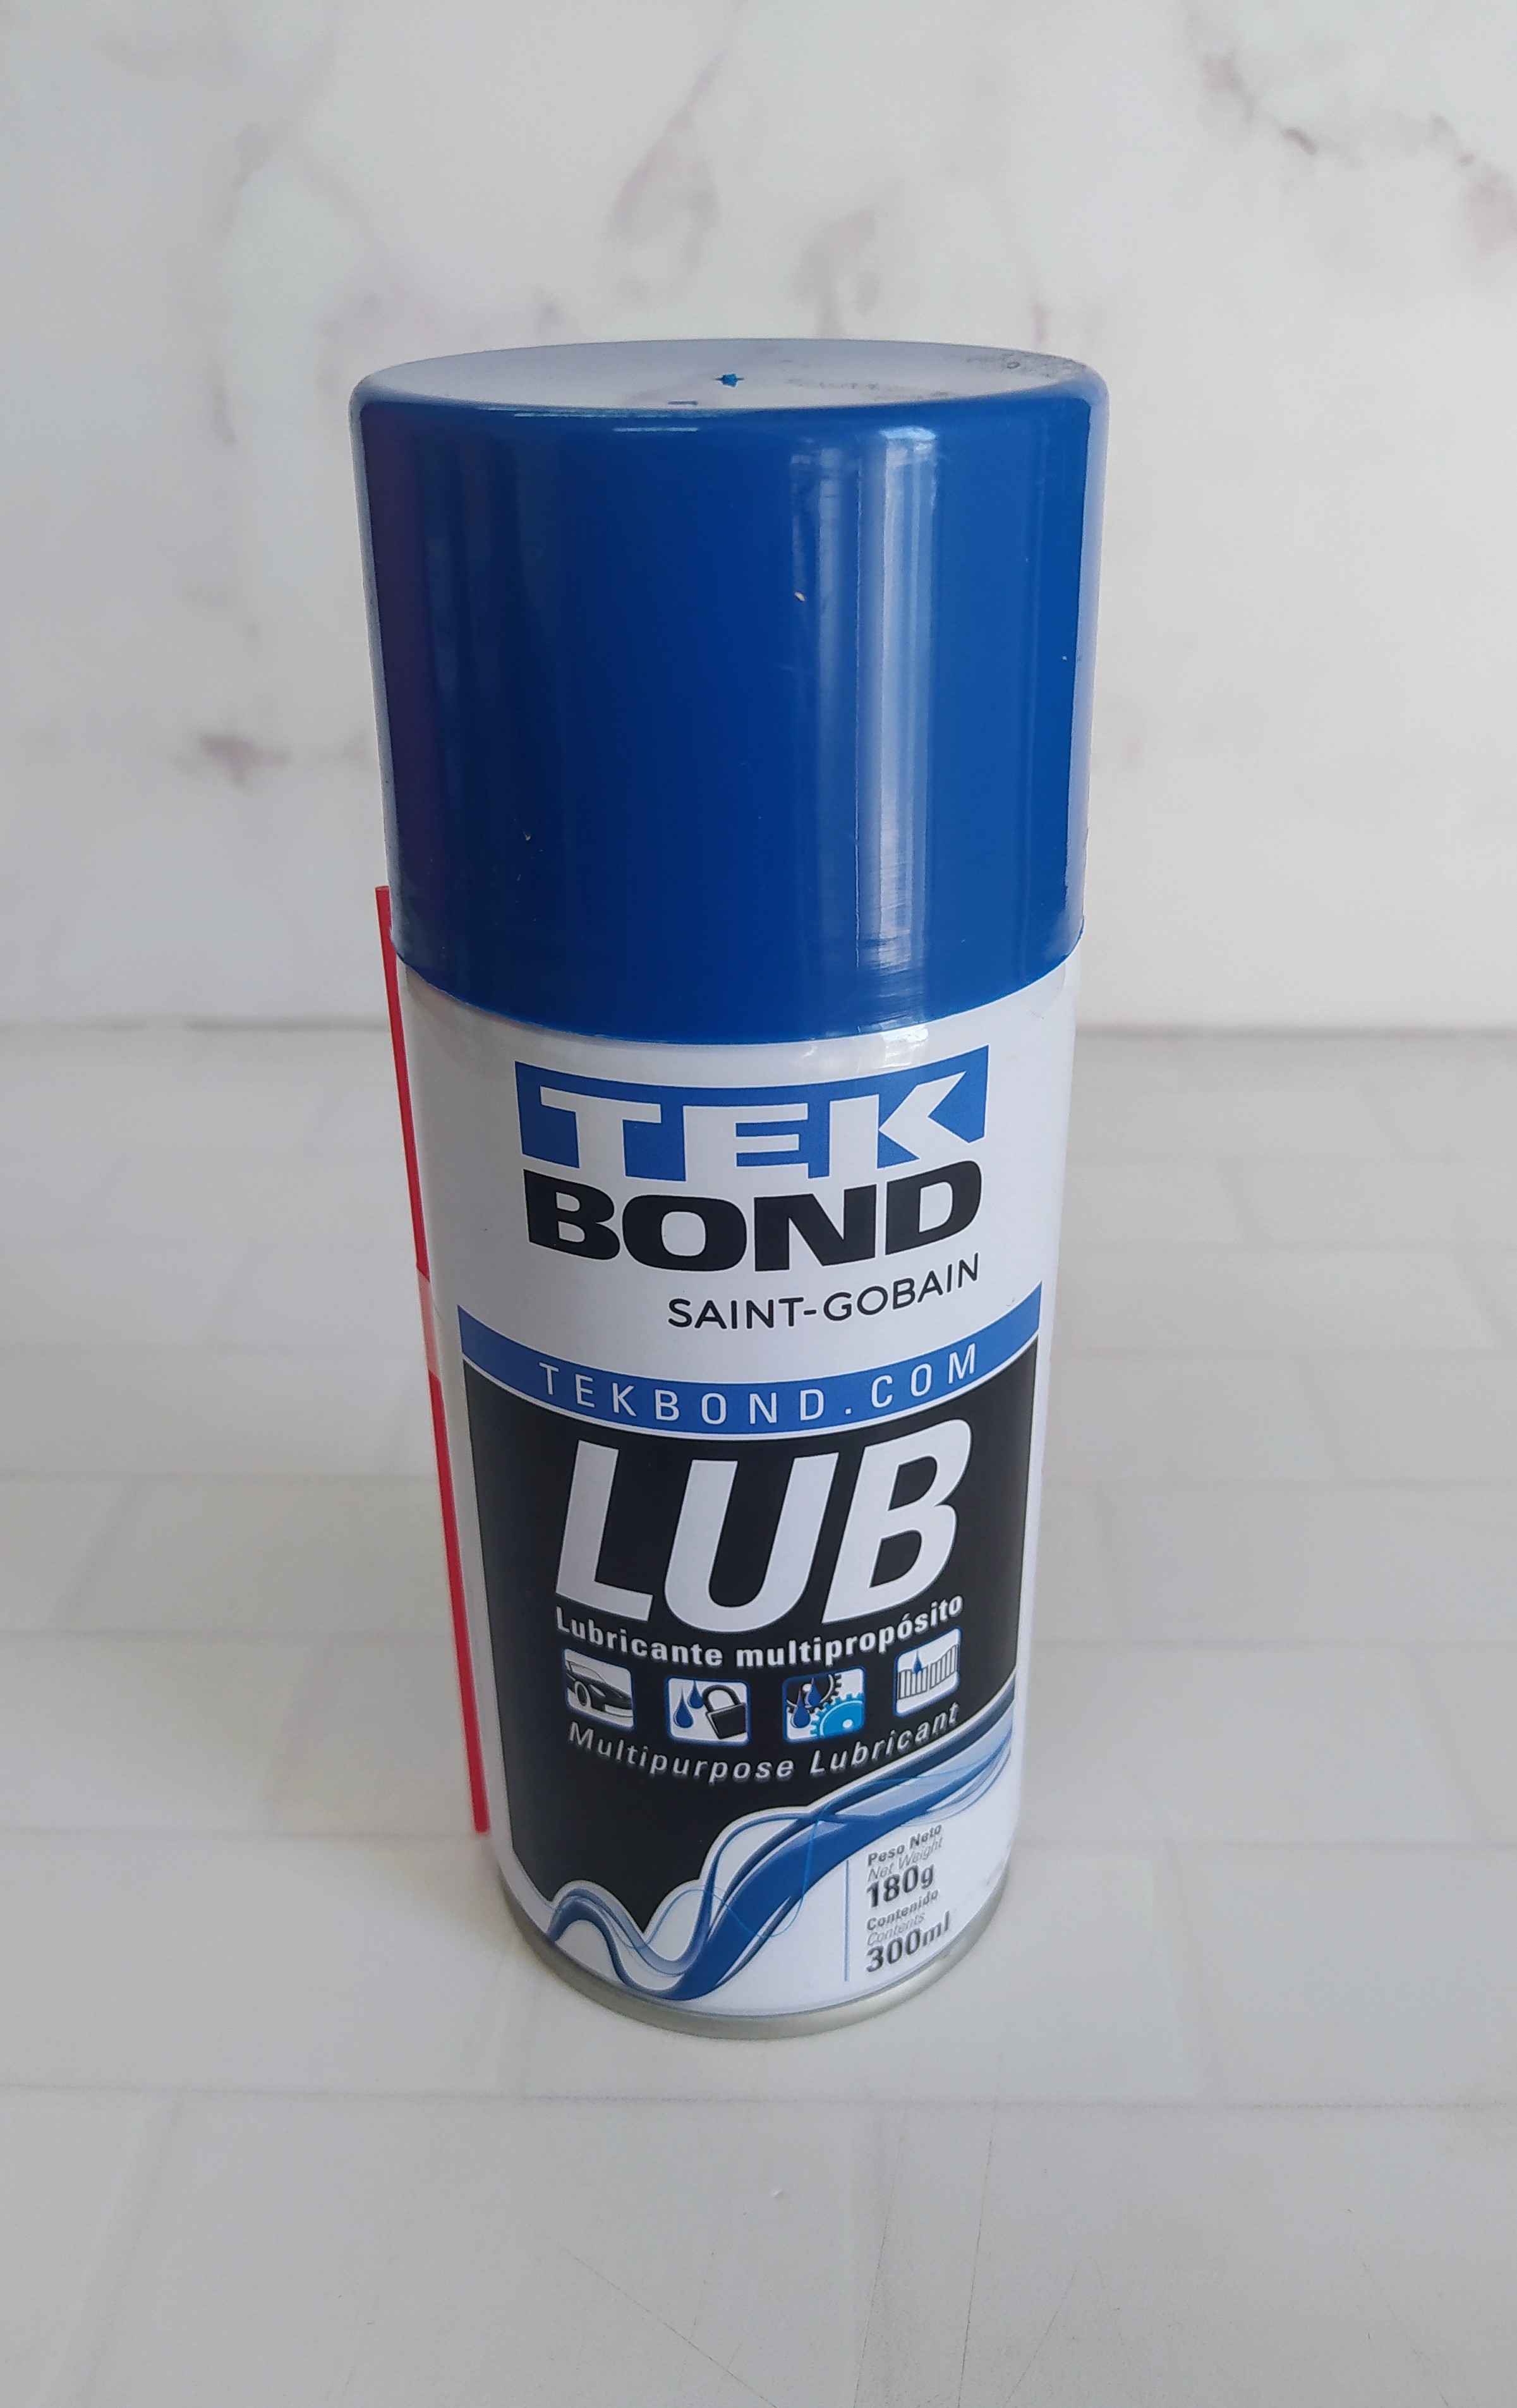 TEK
BOND
SAINT-GOBAIN
TEKBOND.COM
LUB
Lubricante multipropósito
Multipurpose Lubricant
Peso Neto
Net Weight
180g
Contenido
Contents
300ml